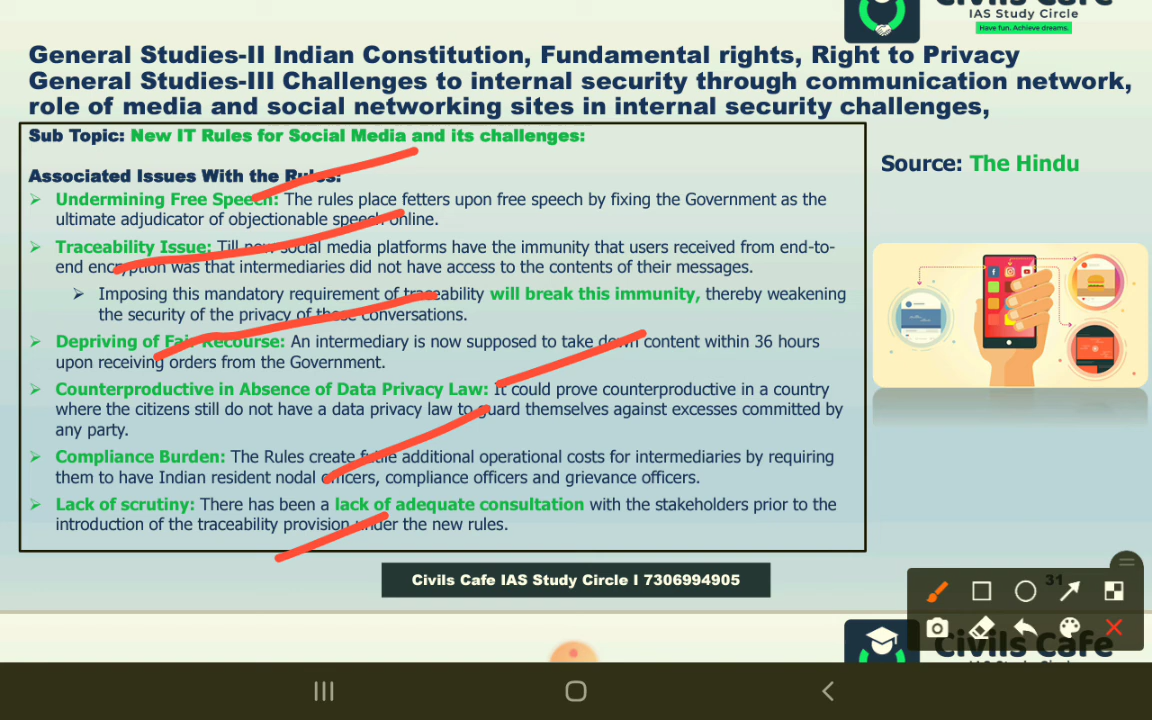 Civils Cafe
IAS Study Circle
Have fun. Achieve dreams.
General Studies-II Indian Constitution, Fundamental rights, Right to Privacy
General Studies-III Challenges to internal security through communication network,
role of media and social networking sites in internal security challenges,
Sub Topic: New IT Rules for Social Media and its challenges:
Source: The Hindu
Associated Issues With the Rules:
Undermining Free Speech: The rules place fetters upon free speech by fixing the Government as the
ultimate adjudicator of objectionable speech online.
Traceability Issue: Till now social media platforms have the immunity that users received from end-to-
end encryption was that intermediaries did not have access to the contents of their messages.
Imposing this mandatory requirement of traceability will break this immunity, thereby weakening
the security of the privacy of these conversations.
Depriving of Fair Recourse: An intermediary is now supposed to take down content within 36 hours
upon receiving orders from the Government.
Counterproductive in Absence of Data Privacy Law: It could prove counterproductive in a country
where the citizens still do not have a data privacy law to guard themselves against excesses committed by
any party.
Compliance Burden: The Rules create futile additional operational costs for intermediaries by requiring
them to have Indian resident nodal officers, compliance officers and grievance officers.
Lack of scrutiny: There has been a lack of adequate consultation with the stakeholders prior to the
introduction of the traceability provision under the new rules.
Civils Cafe IAS Study Circle I 7306994905
31
Civils Cafe